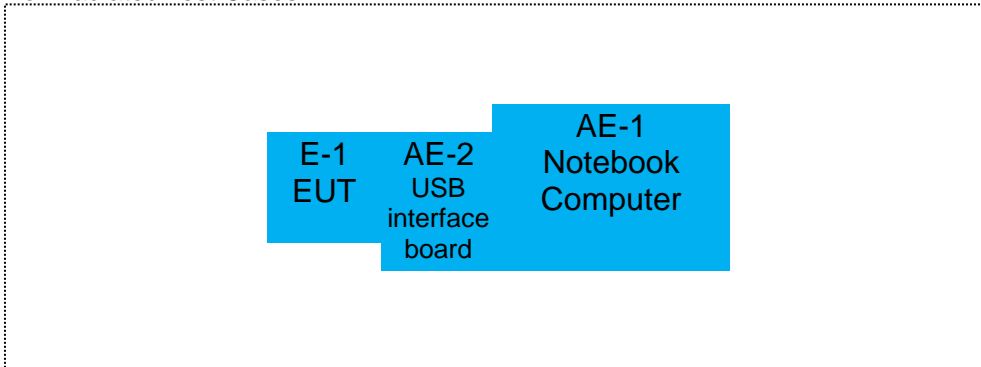 E-1
EUT
AE-2
USB
interface
board
AE-1
Notebook
Computer